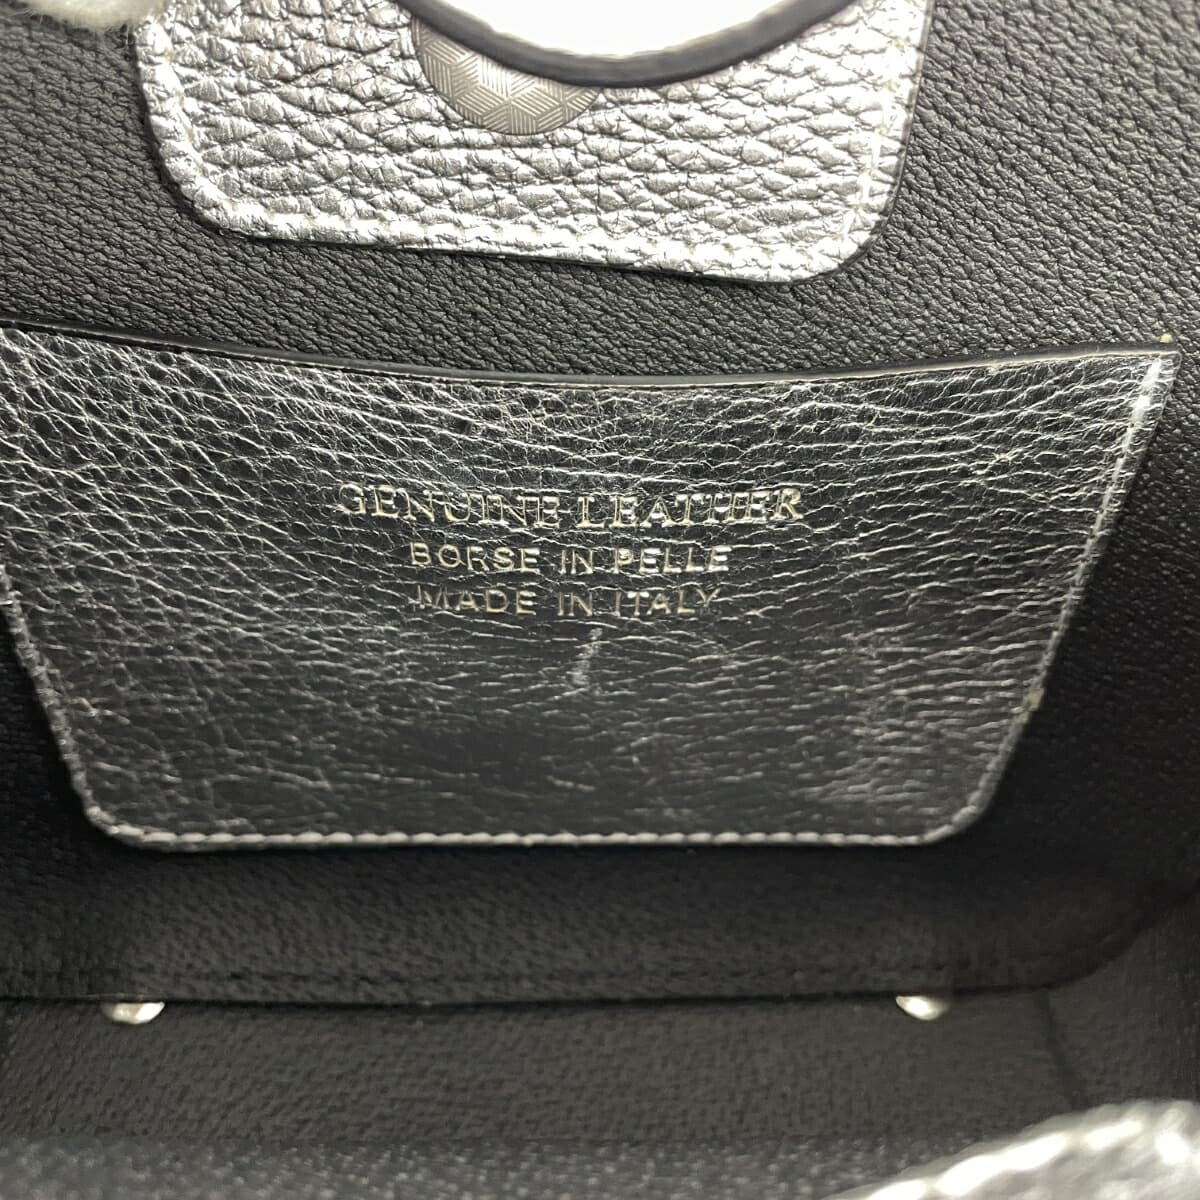 GENUINE LEATHER
BORSE IN PELLE
MADE IN ITALY